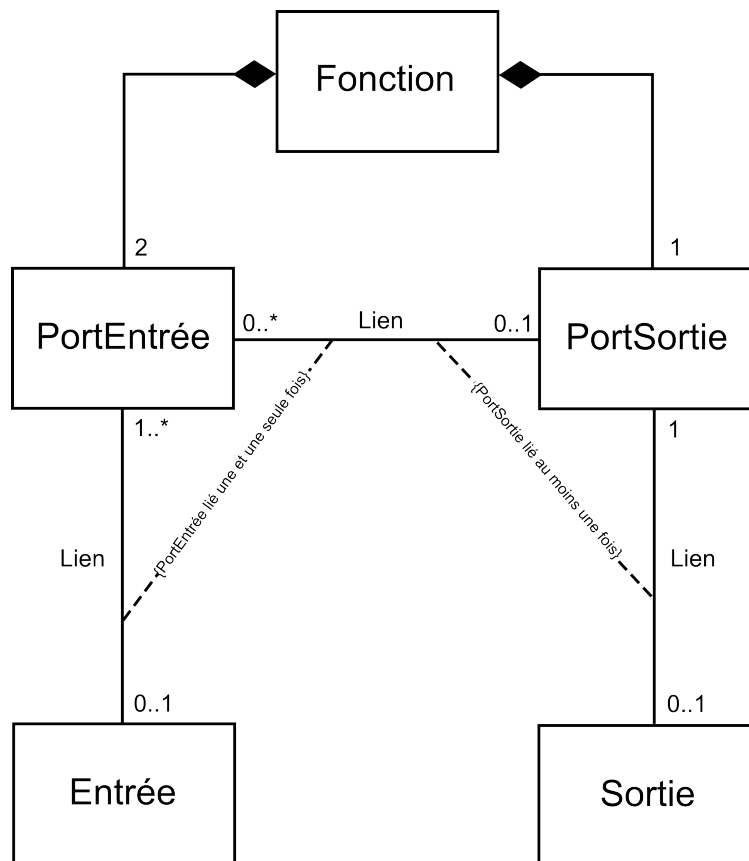 Fonction
2
1
PortEntrée
0..*
Lien
0..1
PortSortie
1..*
1
{PortEntrée lié une et une seule fois}
{PortSortie lié au moins une fois}
Lien
Lien
0..1
0..1
Entrée
Sortie